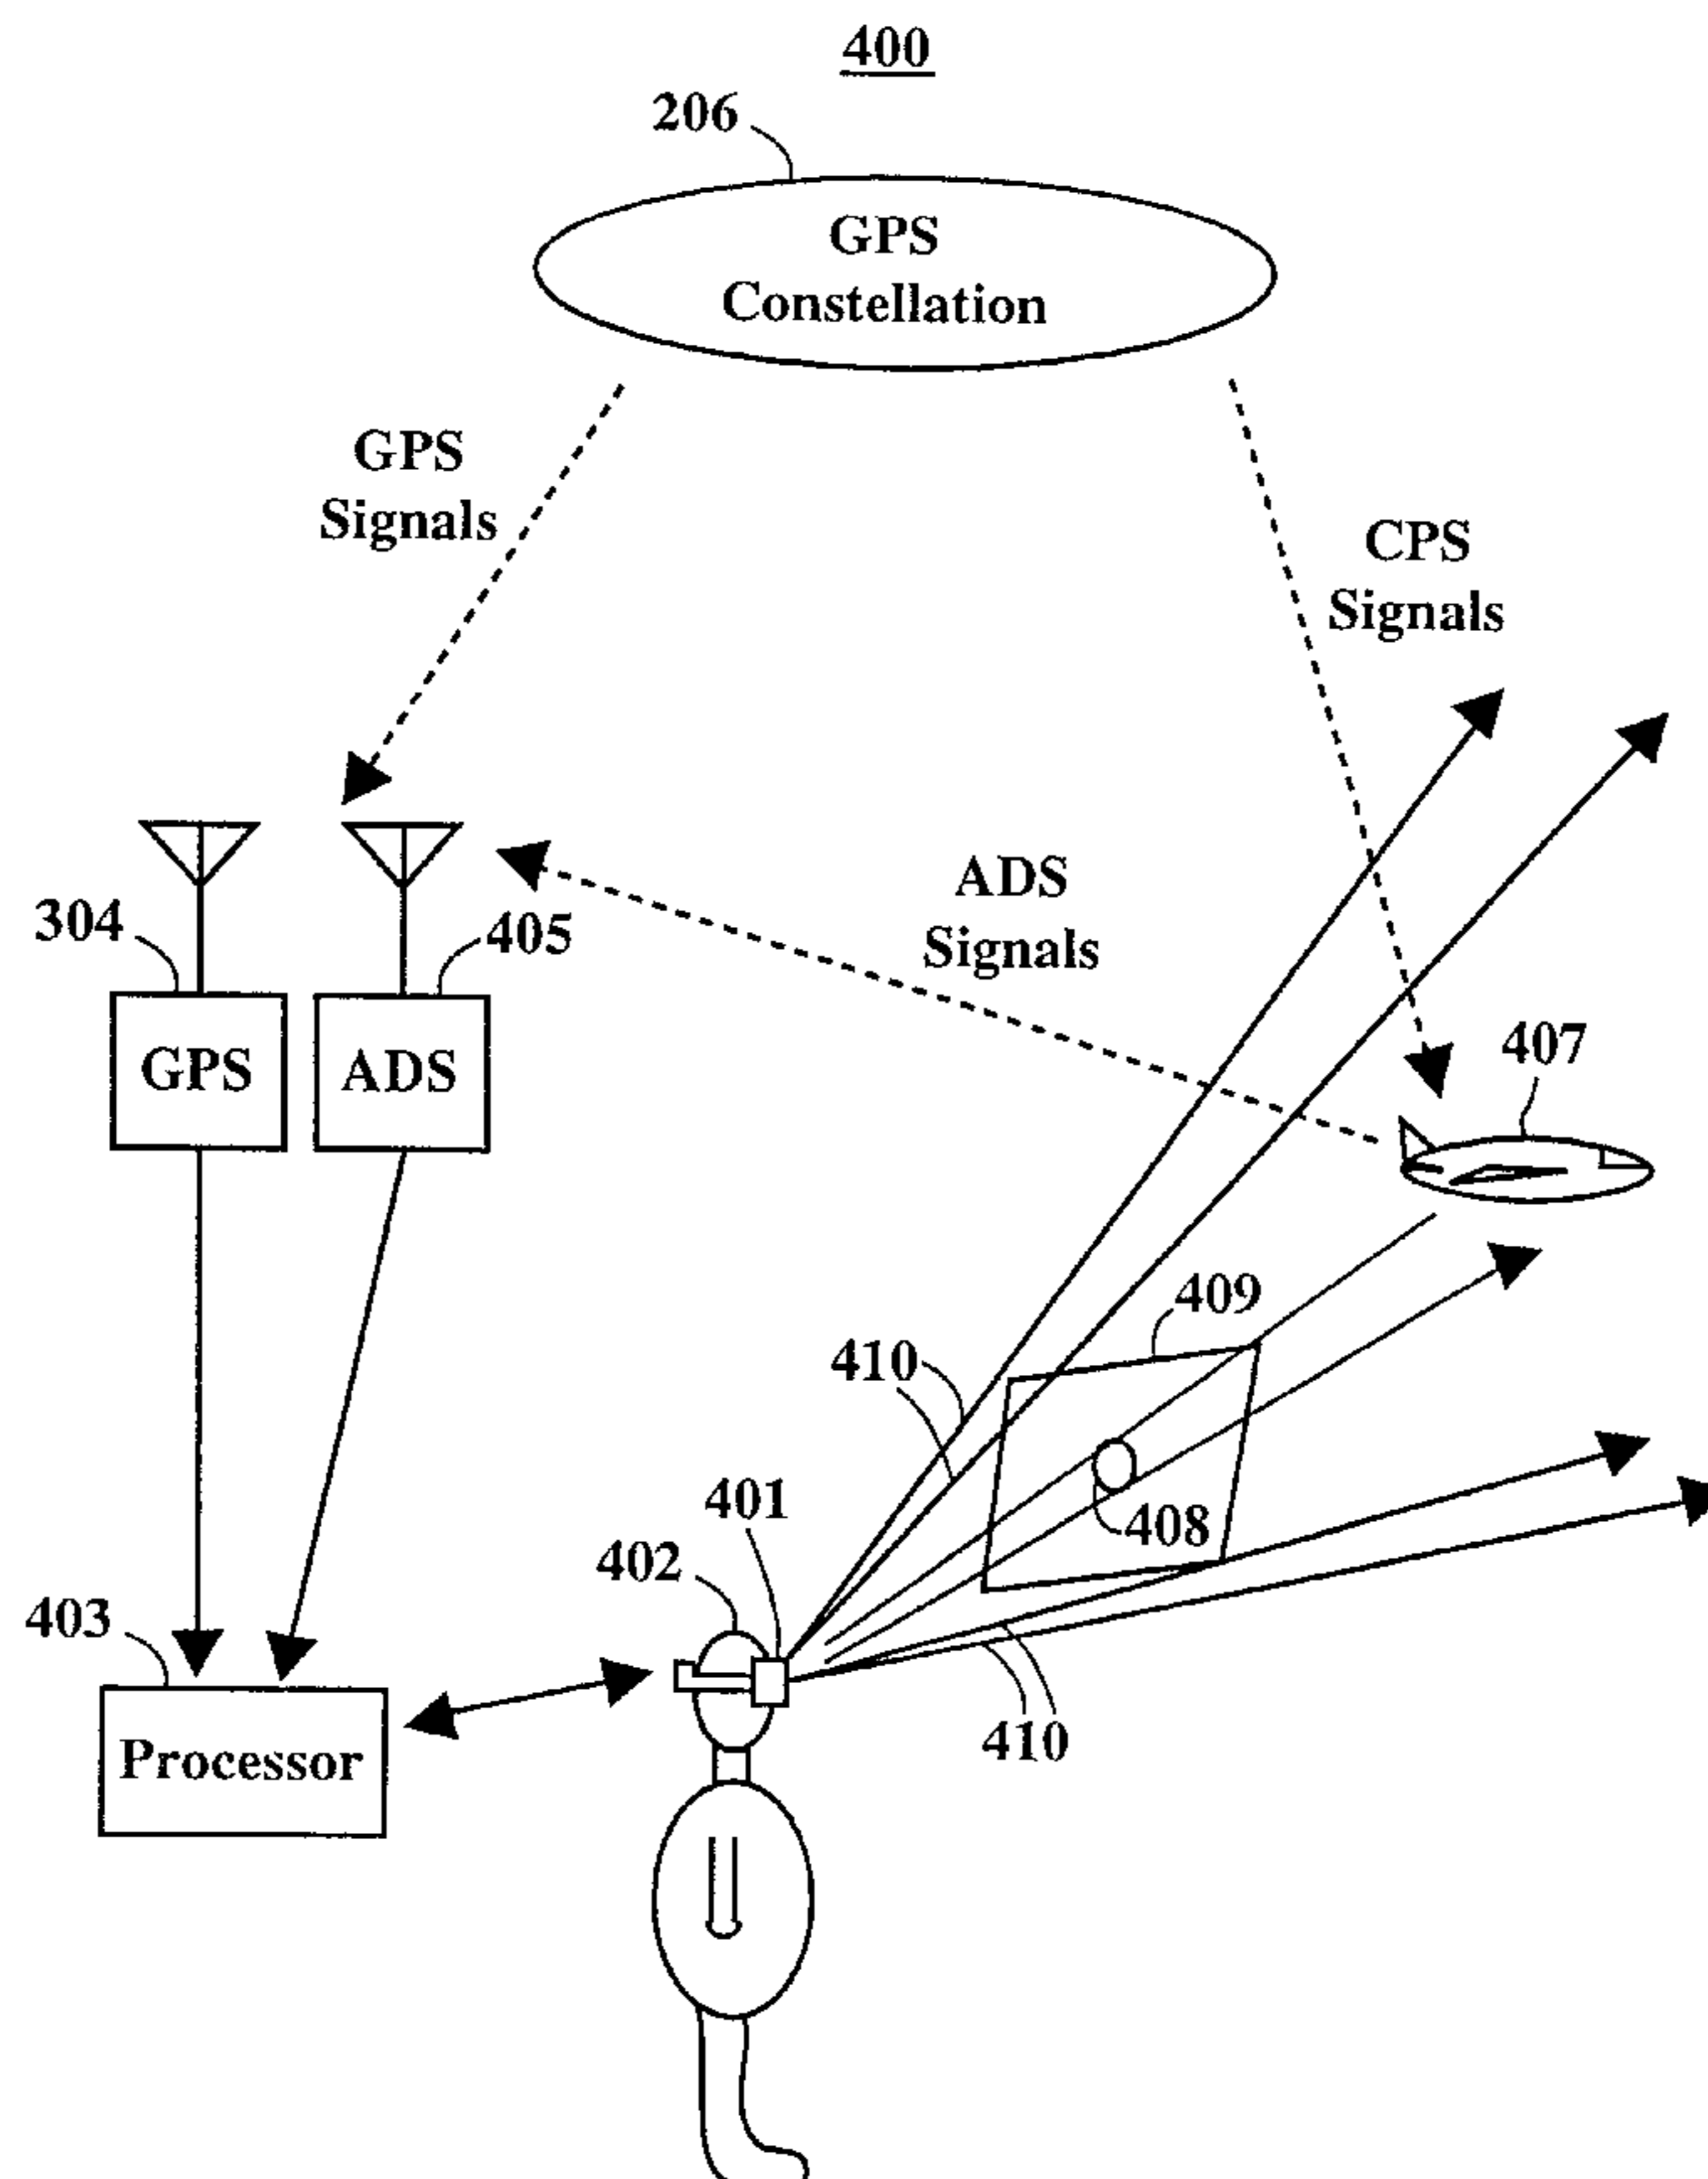 400
206
GPS
Constellation
GPS
Signals
CPS
Signals
ADS
Signals
304
405
GPS
ADS
407
409
410
401
408
402
403
410
Processor